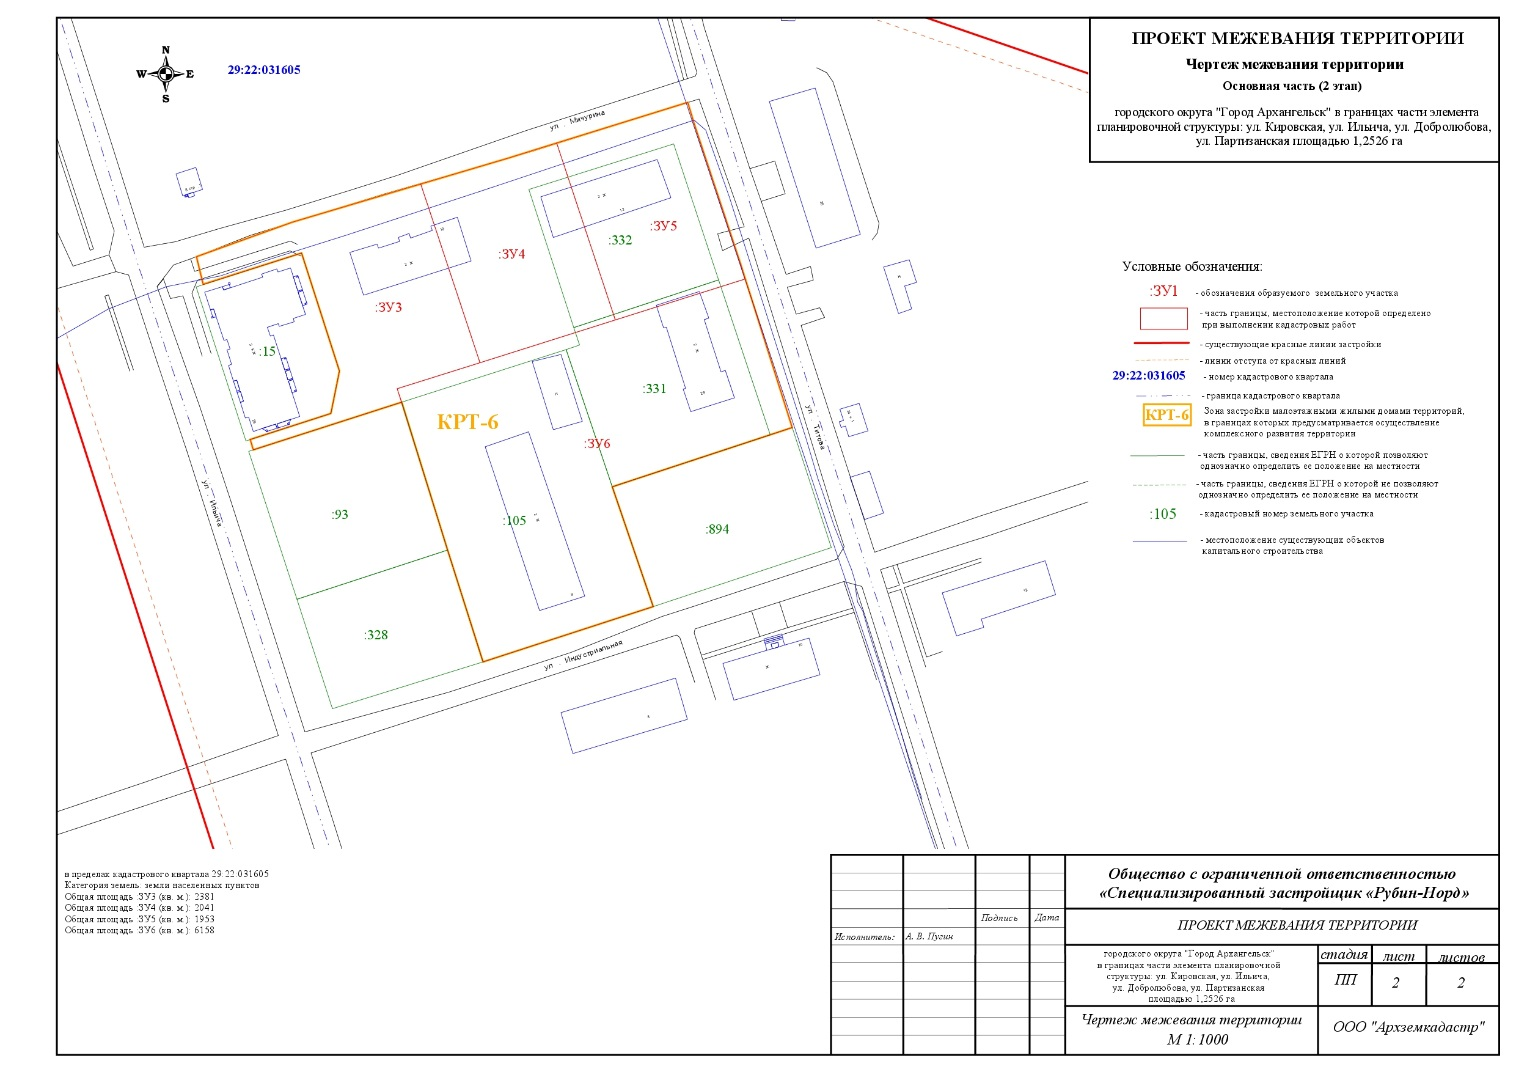 ПРОЕКТ МЕЖЕВАНИЯ ТЕРРИТОРИИ
Чертеж межевания территории
Основная часть (2 этап)
городского округа "Город Архангельск" в границах части элемента
планировочной структуры: ул. Кировская, ул. Ильича, ул. Добролюбова,
ул. Партизанская площадью 1,2526 га
N
W E
S
29:22:031605
ул . Мичурина
:ЗУ5
:332
:ЗУ4
:ЗУ3
:15
:331
КРТ-6
:ЗУ6
ул . Титова
ул . Ильича
:93
:105
:894
:328
ул . Индустриальная
Условные обозначения:
:ЗУ1 - обозначения образуемого земельного участка
- часть границы, местоположение которой определено
при выполнении кадастровых работ
- существующие красные линии застройки
- линии отступа от красных линий
29:22:031605 - номер кадастрового квартала
- граница кадастрового квартала
КРТ-6 Зона застройки малоэтажными жилыми домами территорий,
в границах которых предусматривается осуществление
комплексного развития территории
- часть границы, сведения ЕГРН о которой позволяют
однозначно определить ее положение на местности
- часть границы, сведения ЕГРН о которой не позволяют
однозначно определить ее положение на местности
:105 - кадастровый номер земельного участка
- местоположение существующих объектов
капитального строительства
в пределах кадастрового квартала 29:22:031605
Категория земель: земли населенных пунктов
Общая площадь :ЗУ3 (кв. м.): 2381
Общая площадь :ЗУ4 (кв. м.): 2041
Общая площадь :ЗУ5 (кв. м.): 1953
Общая площадь :ЗУ6 (кв. м.): 6158
Общество с ограниченной ответственностью
«Специализированный застройщик «Рубин-Норд»
Подпись Дата
ПРОЕКТ МЕЖЕВАНИЯ ТЕРРИТОРИИ
Исполнитель: А. В. Пугин
городского округа "Город Архангельск"
в границах части элемента планировочной
структуры: ул. Кировская, ул. Ильича,
ул. Добролюбова, ул. Партизанская
площадью 1,2526 га
стадия лист листов
ПП 2 2
Чертеж межевания территории
М 1:1000
ООО "Архземкадастр"